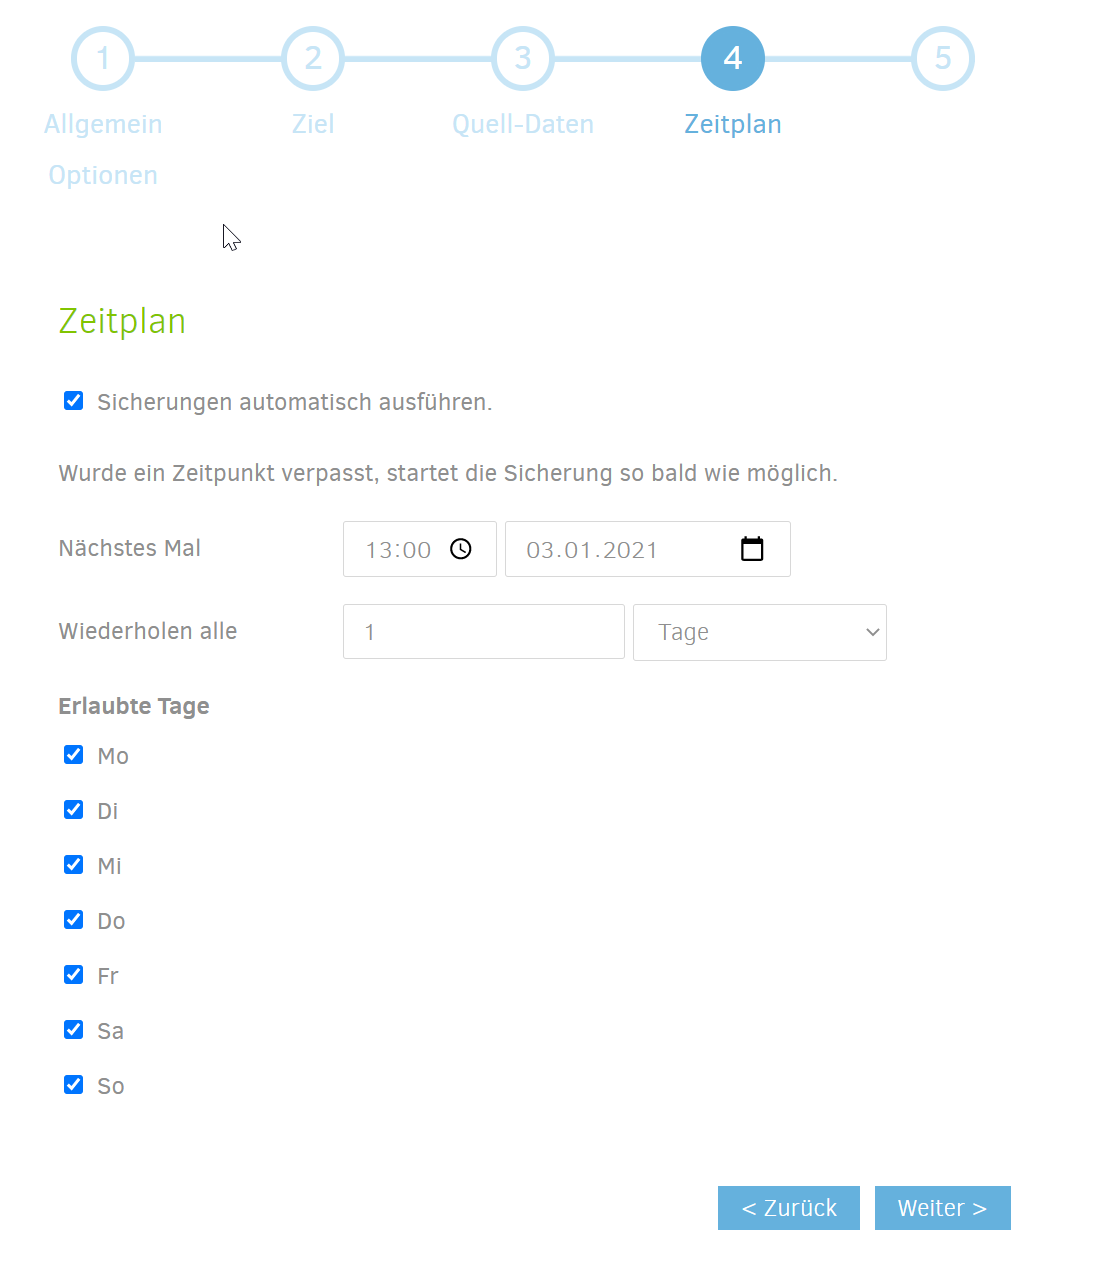 1 2 3 4 5
Allgemein Ziel Quell-Daten Zeitplan
Optionen
Zeitplan
Sicherungen automatisch ausführen.
Wurde ein Zeitpunkt verpasst, startet die Sicherung so bald wie möglich.
Nächstes Mal 13:00 03.01.2021
Wiederholen alle 1 Tage
Erlaubte Tage
Mo
Di
Mi
Do
Fr
Sa
So
< Zurück Weiter >